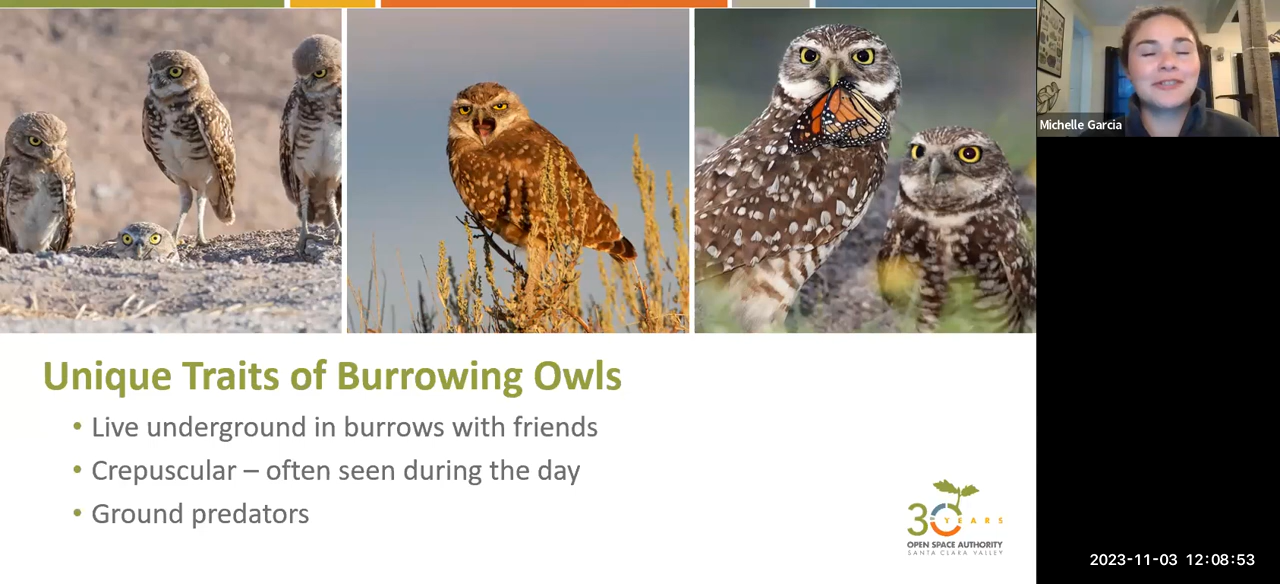 Michelle Garcia
Unique Traits of Burrowing Owls
• Live underground in burrows with friends
• Crepuscular – often seen during the day
• Ground predators
30 YEARS
OPEN SPACE AUTHORITY
SANTA CLARA VALLEY
2023-11-03 12:08:53